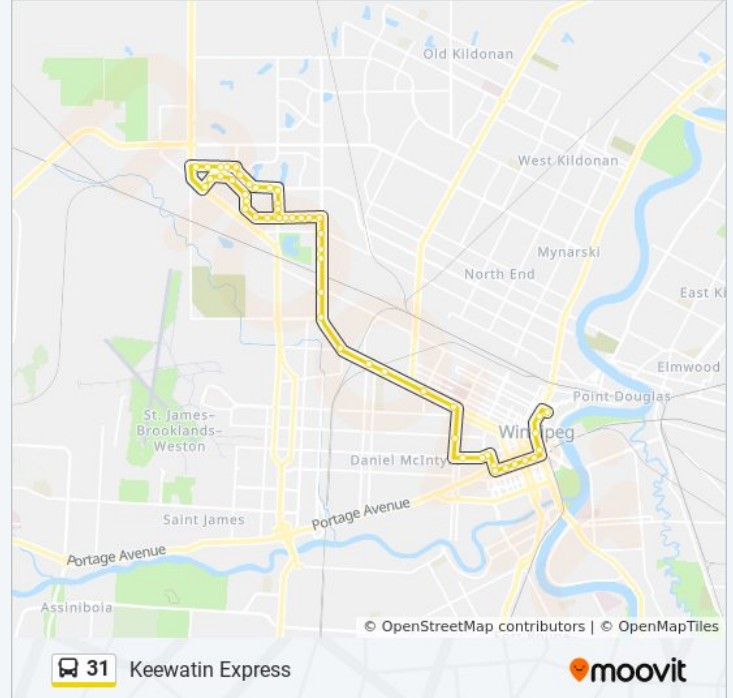 Old Kildonan
West Kildonan
Mynarski
North End
East Ki
Elmwood
Point-Douglas
Winnipeg
St. James-
Brooklands-
Weston
Daniel McInty
Portage Avenue
Saint James
Portage Avenue
Assiniboia
© OpenStreetMap contributors | © OpenMapTiles
31 Keewatin Express
moovit